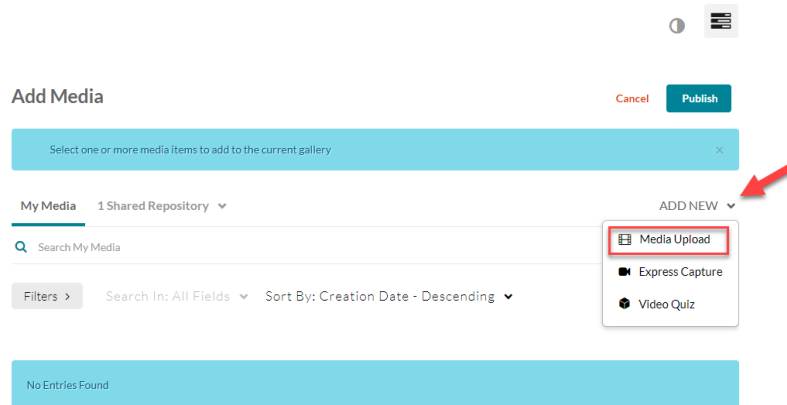 Add Media
Cancel Publish
Select one or more media items to add to the current gallery
My Media 1 Shared Repository ADD NEW
Search My Media
Media Upload
Express Capture
Video Quiz
Filters Search In: All Fields Sort By: Creation Date - Descending
No Entries Found